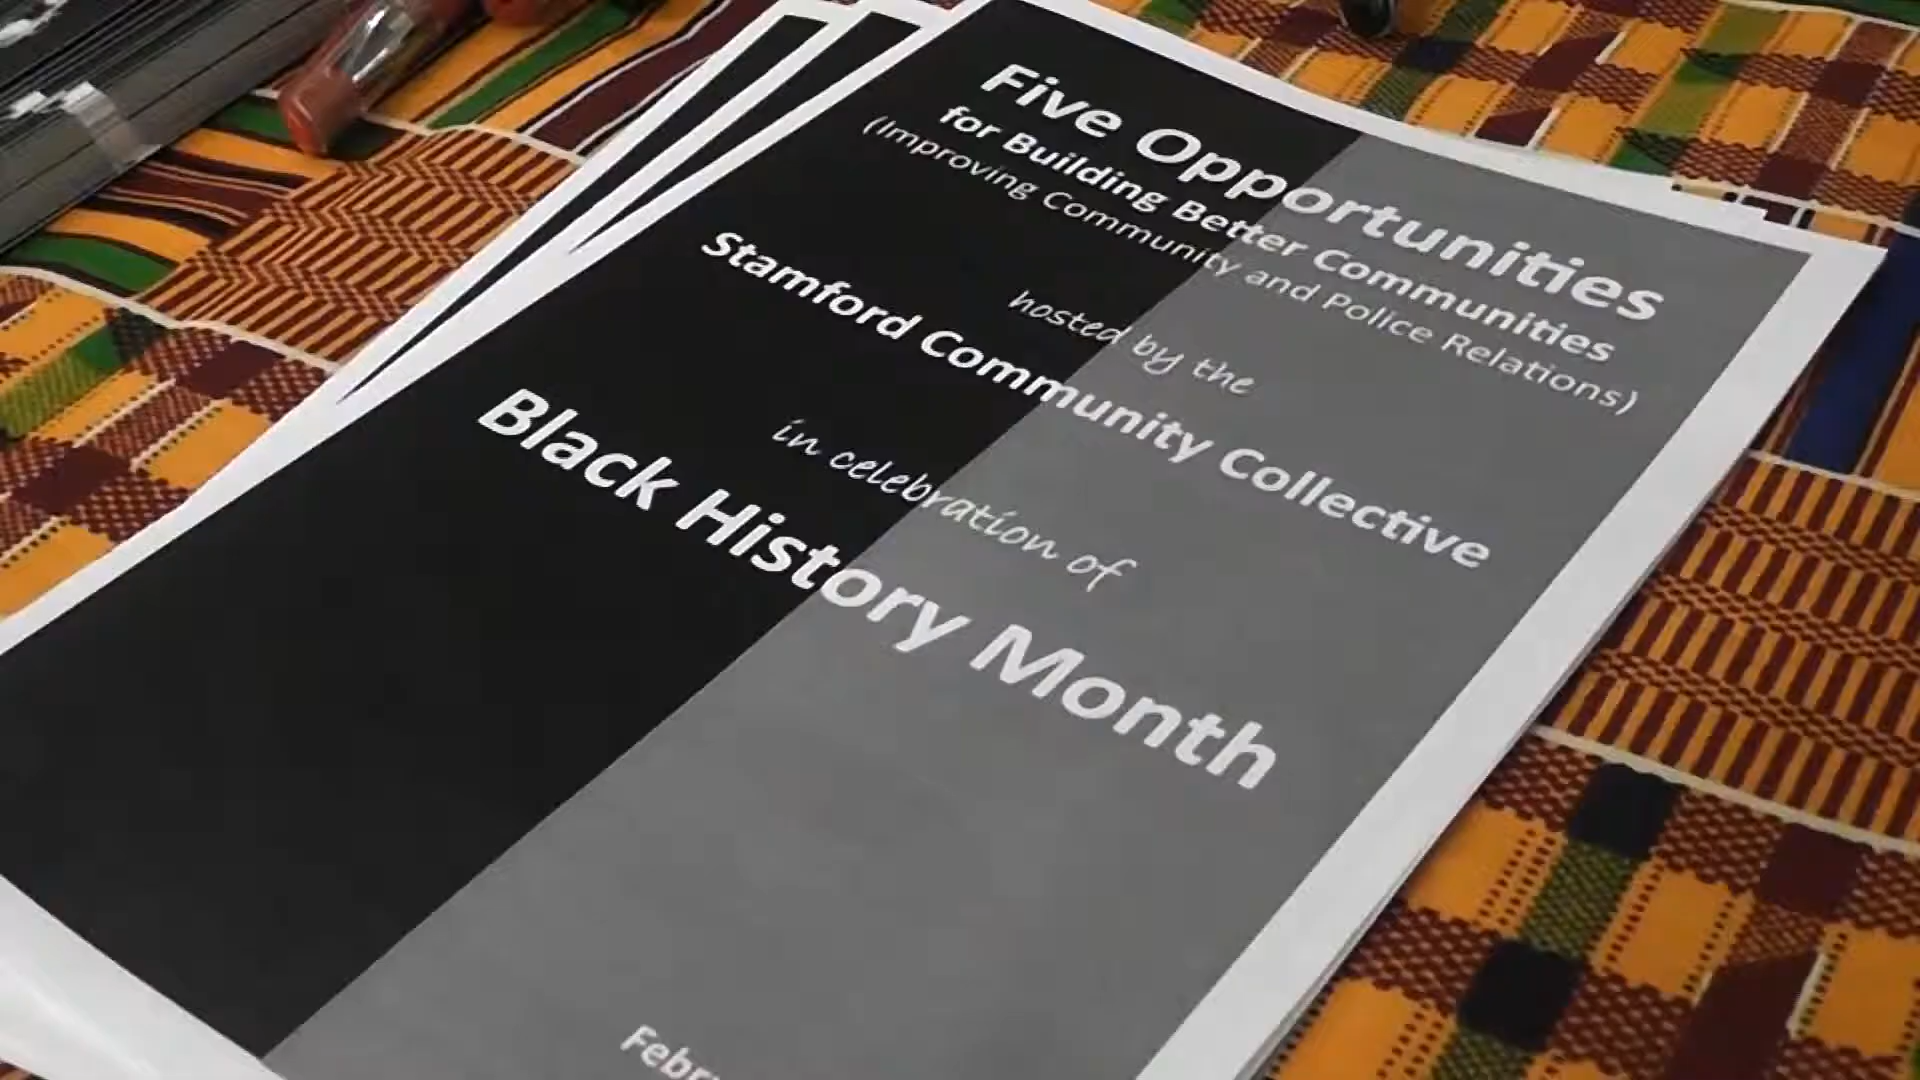 Five Opportunities
for Building Better Communities
(Improving Community and Police Relations)
hosted by the
Stamford Community Collective
in celebration of
Black History Month